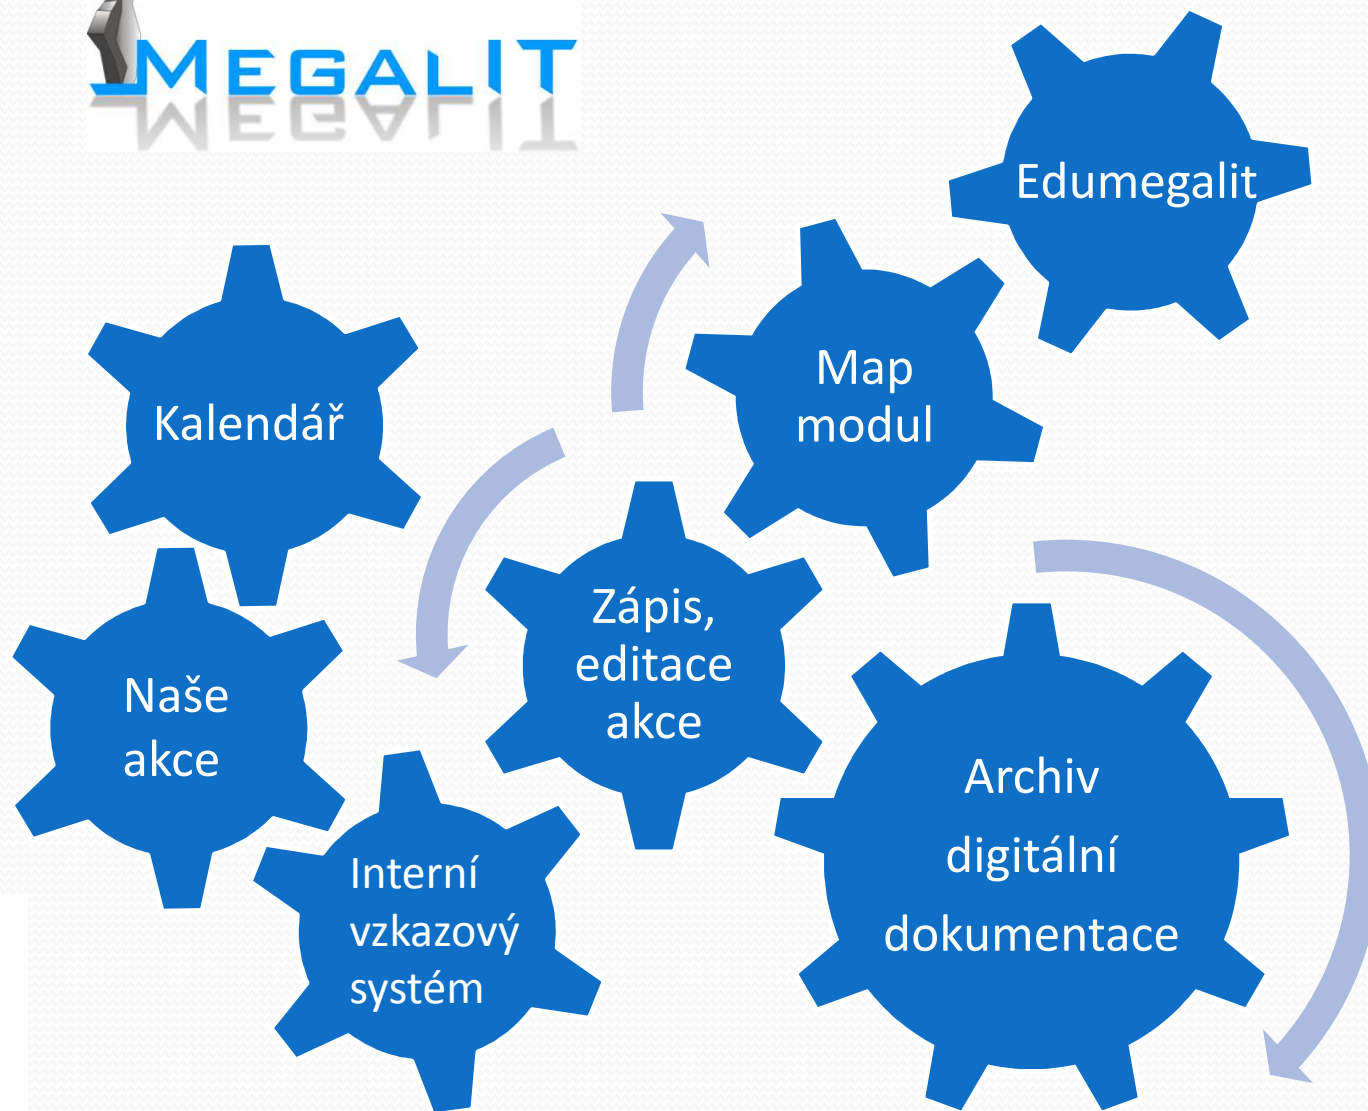 MEGALIT
Edumegalit
Map
modul
Kalendář
Zápis,
editace
akce
Naše
akce
Archiv
digitální
dokumentace
Interní
vzkazový
systém